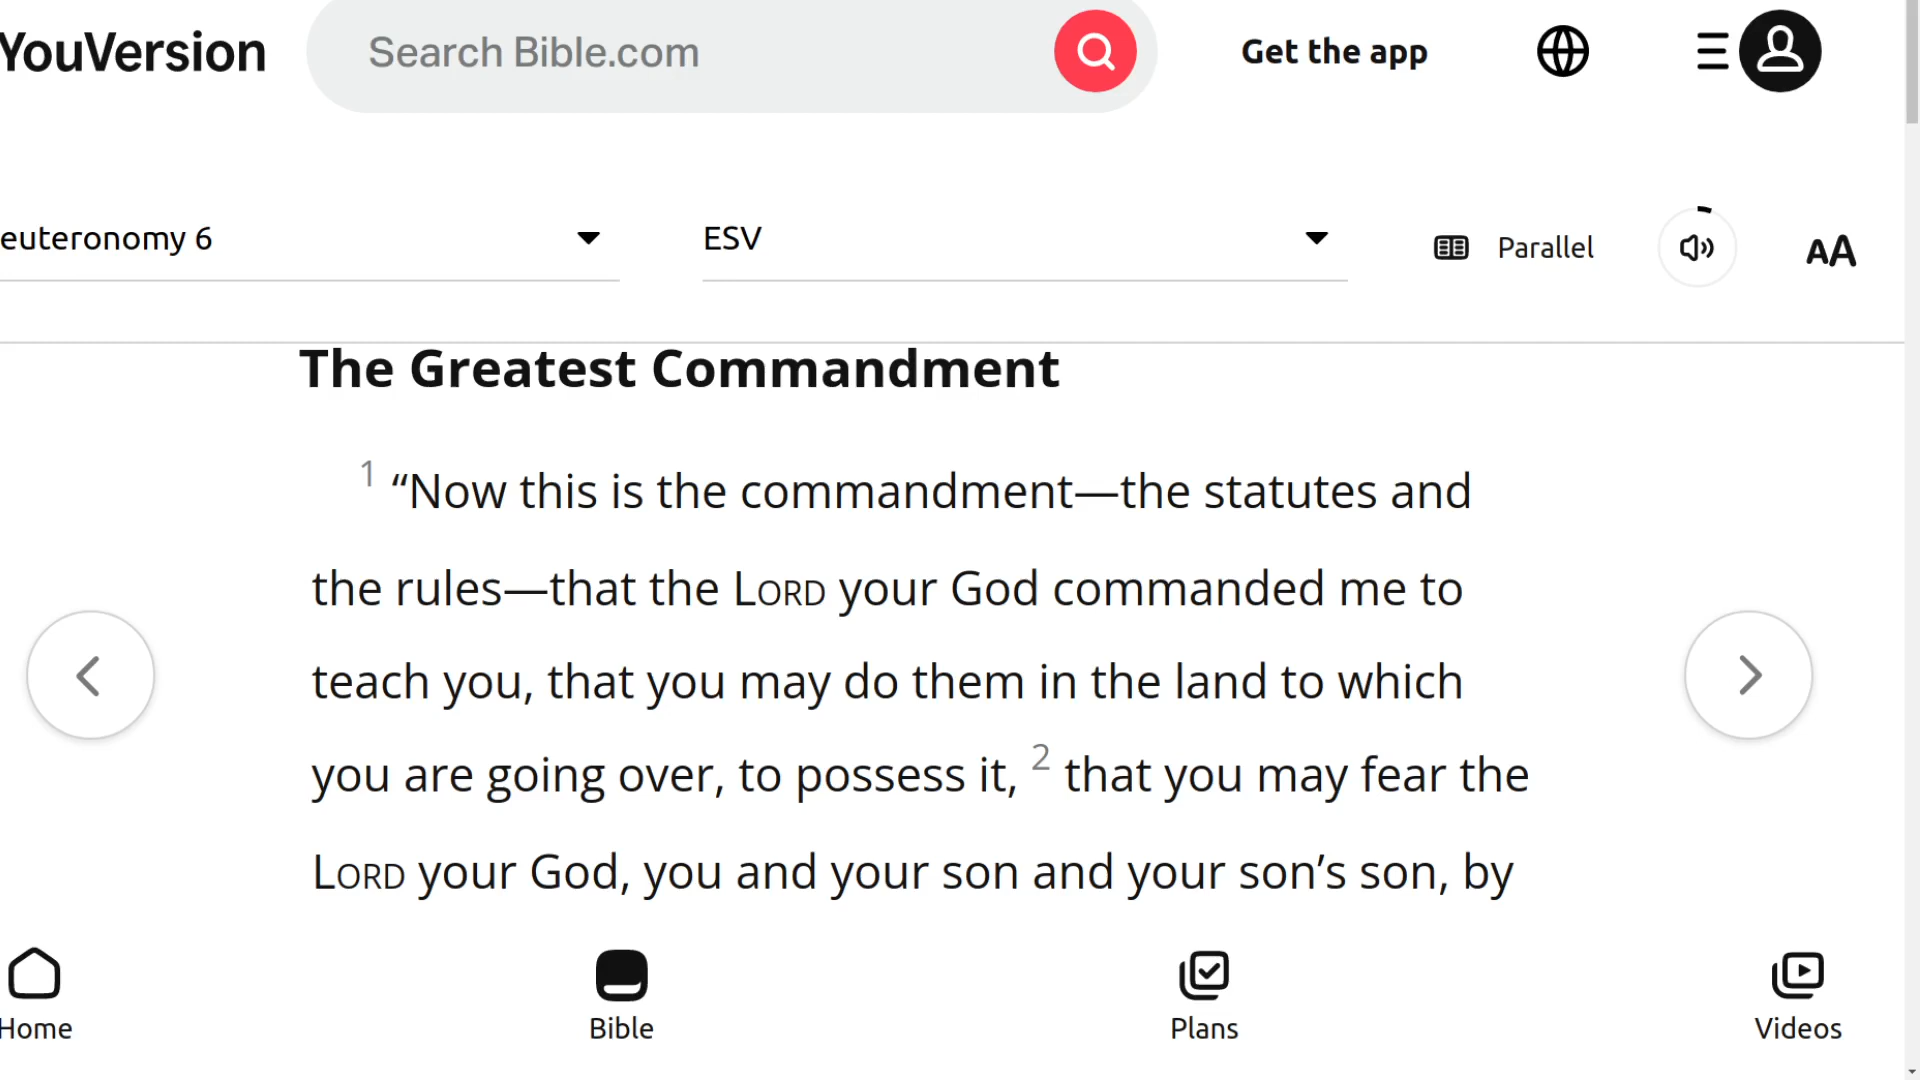 YouVersion
Search Bible.com
Get the app
euteronomy 6
ESV
Parallel
AA
The Greatest Commandment
1 “Now this is the commandment—the statutes and
the rules—that the LORD your God commanded me to
teach you, that you may do them in the land to which
you are going over, to possess it, 2 that you may fear the
LORD your God, you and your son and your son’s son, by
Home
Bible
Plans
Videos